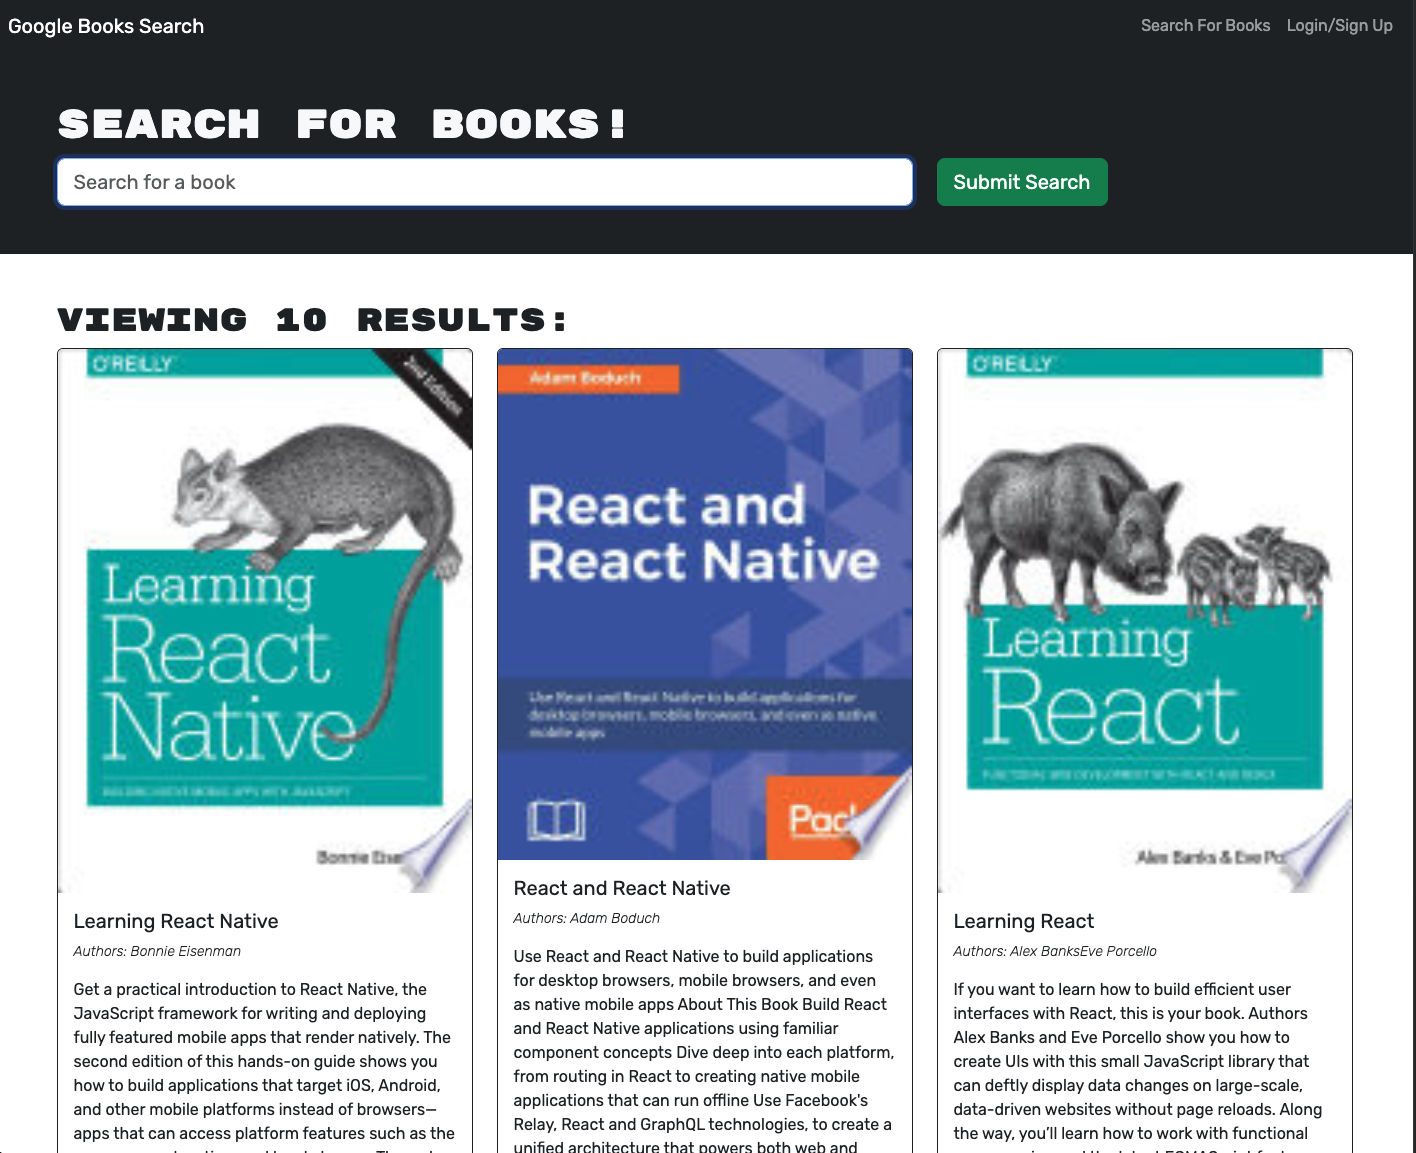 Google Books Search
Search For Books
Login/Sign Up
SEARCH FOR BOOKS!
Search for a book
Submit Search
VIEWING 10 RESULTS:
O'REILLY
2nd Edition
Learning
React
Native
BUILDING NATIVE MOBILE APPS WITH JAVASCRIPT
Bonnie
Learning React Native
Authors: Bonnie Eisenman
Get a practical introduction to React Native, the
JavaScript framework for writing and deploying
fully featured mobile apps that render natively. The
second edition of this hands-on guide shows you
how to build applications that target iOS, Android,
and other mobile platforms instead of browsers—
apps that can access platform features such as the
Adam Boduch
React and
React Native
Use React and React Native to build applications for
desktop browsers, mobile browsers, and even as native
mobile apps
React and React Native
Authors: Adam Boduch
Use React and React Native to build applications
for desktop browsers, mobile browsers, and even
as native mobile apps About This Book Build React
and React Native applications using familiar
component concepts Dive deep into each platform,
from routing in React to creating native mobile
applications that can run offline Use Facebook's
Relay, React and GraphQL technologies, to create a
unified architecture that powers both web and
O'REILLY
Learning
React
FUNCTIONAL WEB DEVELOPMENT WITH REACT AND REDUX
Alex Banks & Eve
Learning React
Authors: Alex BanksEve Porcello
If you want to learn how to build efficient user
interfaces with React, this is your book. Authors
Alex Banks and Eve Porcello show you how to
create UIs with this small JavaScript library that
can deftly display data changes on large-scale,
data-driven websites without page reloads. Along
the way, you’ll learn how to work with functional